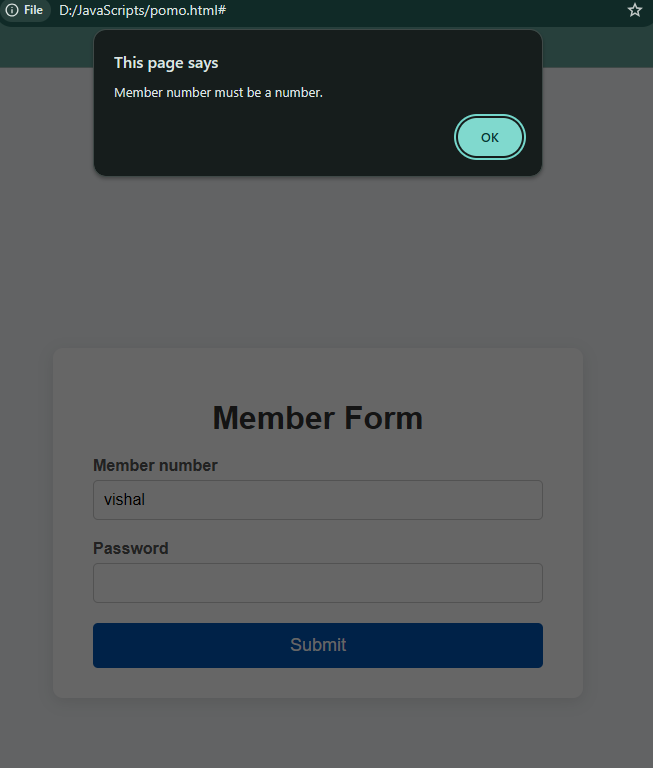 File D:/JavaScripts/pomo.html#
This page says
Member number must be a number.
OK
Member Form
Member number
vishal
Password
Submit